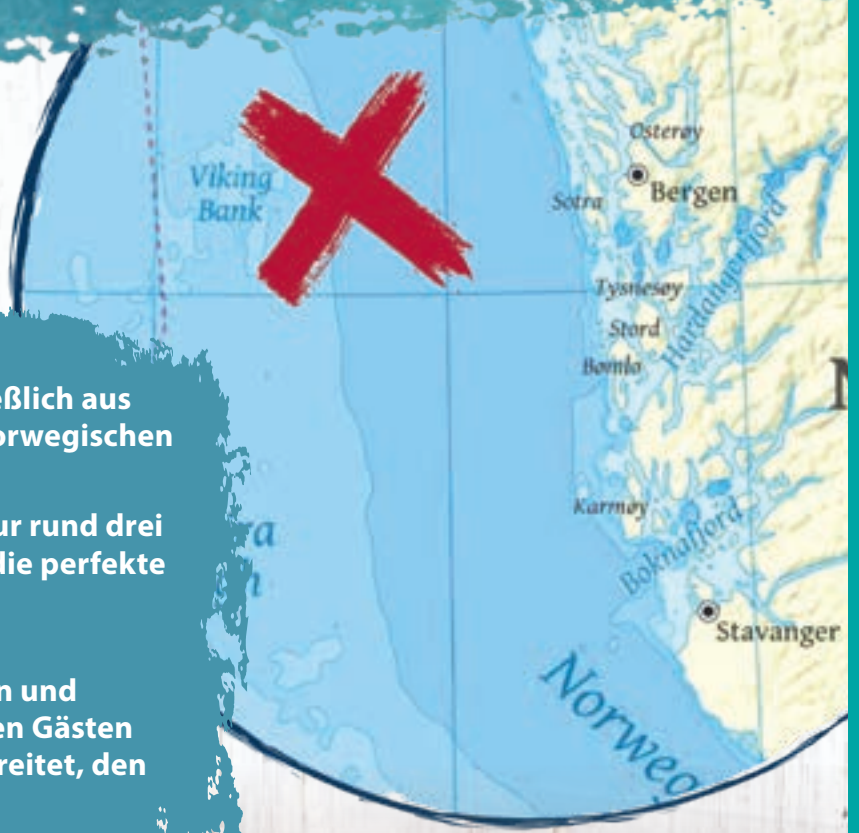 Osterøy
Viking
Bank
Bergen
Sotra
Hardangerfjord
Tysnesøy
Stord
Bømlo
Karmøy
Boknafjord
Stavanger
eßlich aus
orwegischen
ur rund drei
die perfekte
n und
en Gästen
reitet, den
Norweg